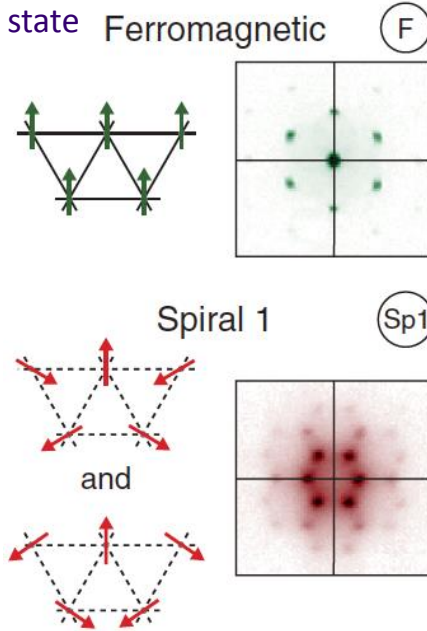 state
Ferromagnetic
F
Spiral 1
Sp1
and